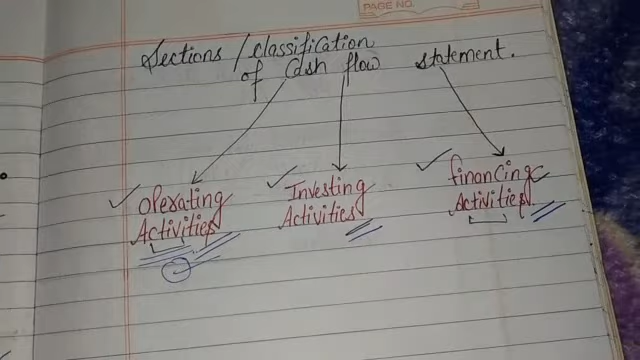 PAGE NO.
Sections / classification
of Cash flow statement.
Operating Activities
Investing Activities
financing Activities